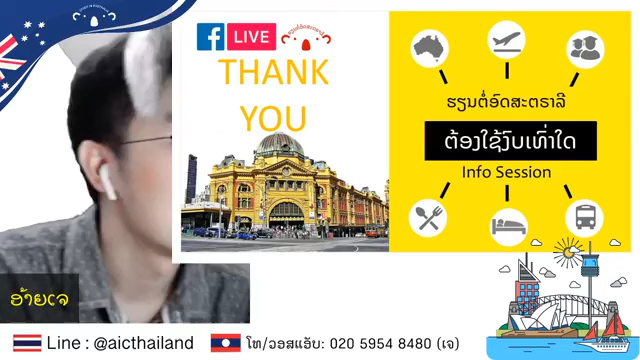 LIVE
THANK
YOU
ຮຽນຕໍ່ອົດສະຕຣາລີ
ຕ້ອງໃຊ້ງົບເທົ່າໃດ
Info Session
ອ້າຍເຈ
Line : @aicthailand
ໂທ/ວອສແອັບ: 020 5954 8480 (ເຈ)